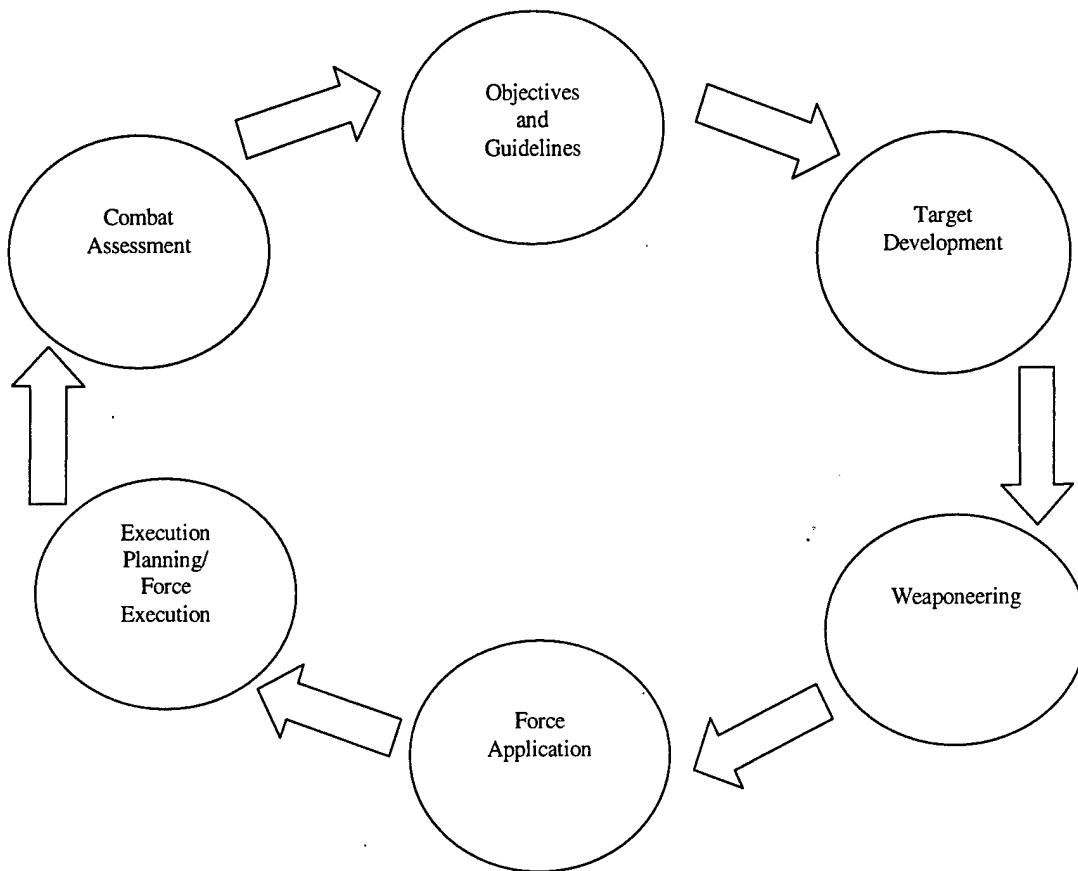 Objectives
and
Guidelines
Target
Development
Weaponeering
Force
Application
Execution
Planning/
Force
Execution
Combat
Assessment